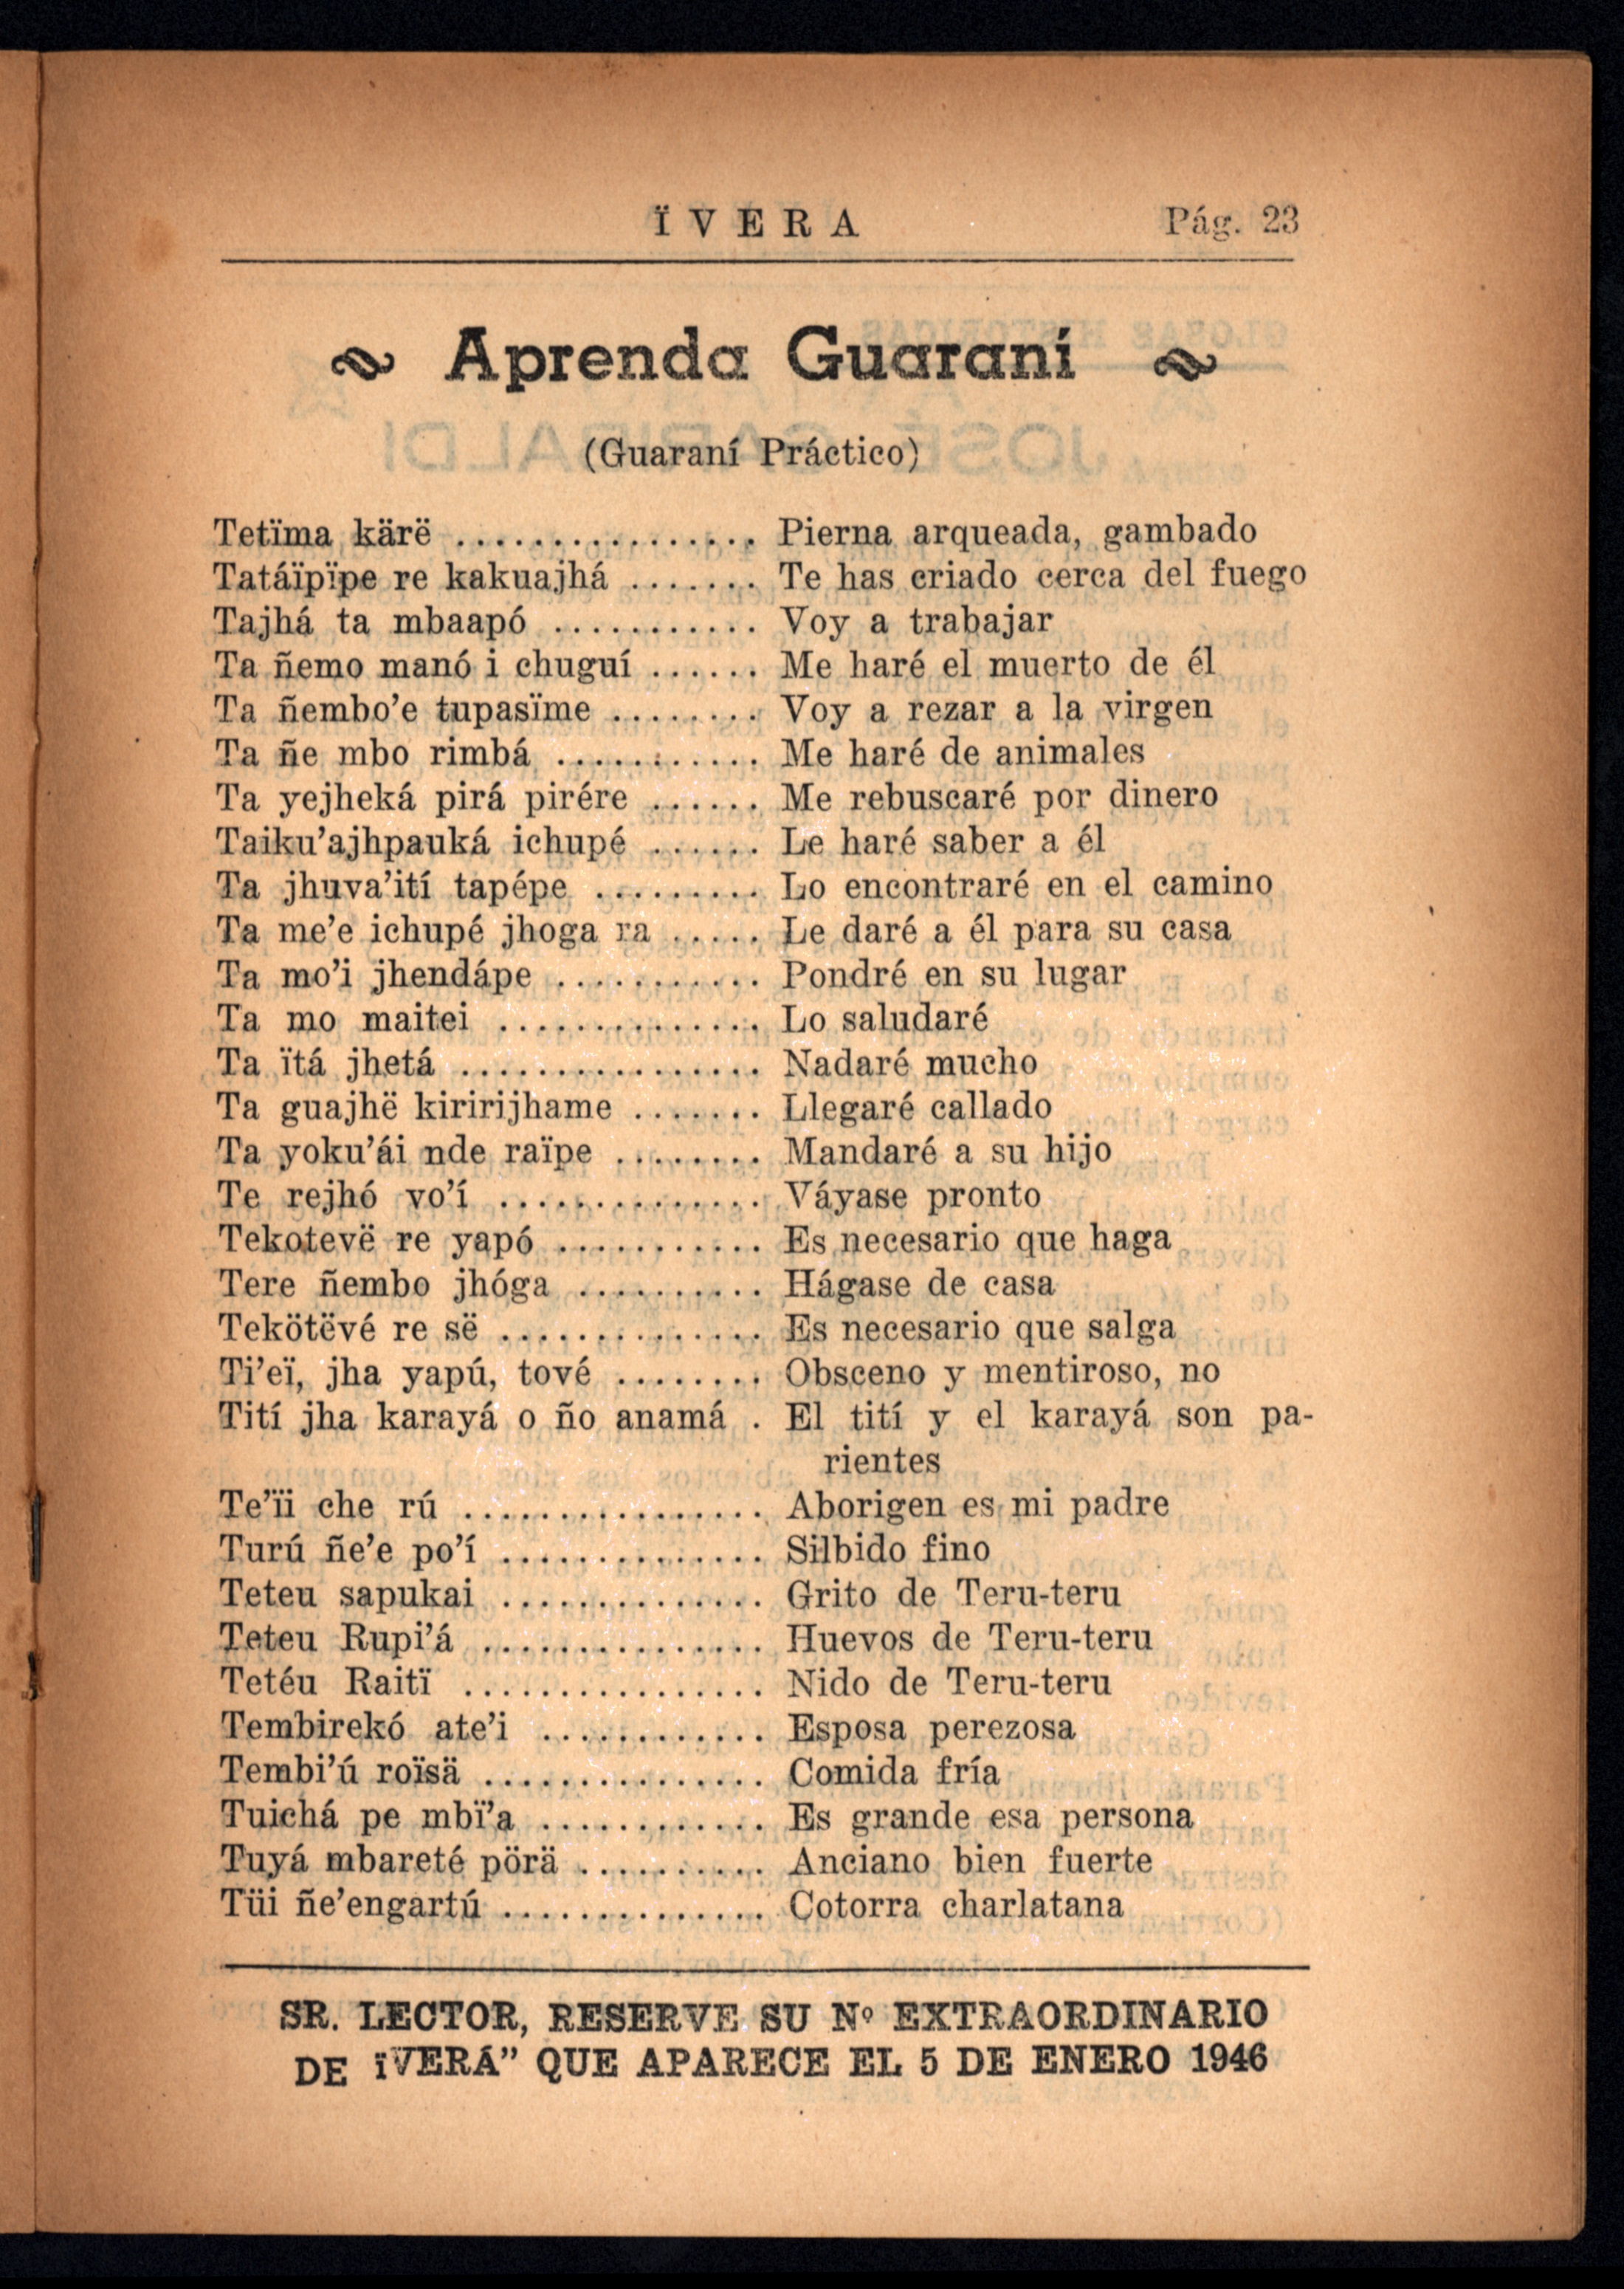 ÏVERA Pág. 23
Aprenda Guaraní
(Guaraní Práctico)
Tetïma kärë ................ Pierna arqueada, gambado
Tatáïpïpe re kakuajhá ....... Te has criado cerca del fuego
Tajhá ta mbaapó ........... Voy a trabajar
Ta ñemo manó i chuguí ...... Me haré el muerto de él
Ta ñembo’e tupasïme ........ Voy a rezar a la virgen
Ta ñe mbo rimbá ........... Me haré de animales
Ta yejheká pirá pirére ...... Me rebuscaré por dinero
Taiku’ajhpauká ichupé ...... Le haré saber a él
Ta jhuva’ití tapépe ......... Lo encontraré en el camino
Ta me’e ichupé jhoga ra ..... Le daré a él para su casa
Ta mo’i jhendápe ........... Pondré en su lugar
Ta mo maitei .............. Lo saludaré
Ta ïtá jhetá ................ Nadaré mucho
Ta guajhë kiririjhame ....... Llegaré callado
Ta yoku’ái nde raïpe ........ Mandaré a su hijo
Te rejhó vo’í .............. Váyase pronto
Tekotevë re yapó ........... Es necesario que haga
Tere ñembo jhóga .......... Hágase de casa
Tekötëvé re së .............. Es necesario que salga
Ti’eï, jha yapú, tové ........ Obsceno y mentiroso, no
Tití jha karayá o ño anamá . El tití y el karayá son pa-
rientes
Te’ïi che rú ................ Aborigen es mi padre
Turú ñe’e po’í .............. Silbido fino
Teteu sapukai .............. Grito de Teru-teru
Teteu Rupi’á ............... Huevos de Teru-teru
Tetéu Raitï ................ Nido de Teru-teru
Tembirekó ate’i ............ Esposa perezosa
Tembi’ú roïsä ............... Comida fría
Tuichá pe mbï’a ............ Es grande esa persona
Tuyá mbareté pörä .......... Anciano bien fuerte
Tüi ñe’engartú .............. Cotorra charlatana
SR. LECTOR, RESERVE SU Nº EXTRAORDINARIO
DE ïVERÁ” QUE APARECE EL 5 DE ENERO 1946